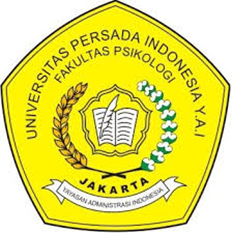 UNIVERSITAS PERSADA INDONESIA Y.A.I
FAKULTAS PSIKOLOGI
JAKARTA
YAYASAN ADMINISTRASI INDONESIA